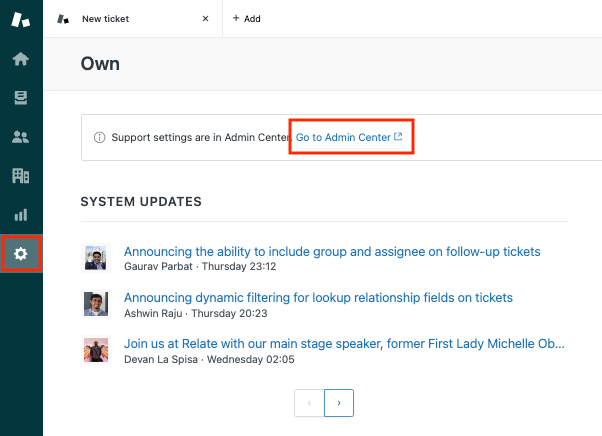 New ticket ×
+ Add
Own
Support settings are in Admin Center. Go to Admin Center
SYSTEM UPDATES
Announcing the ability to include group and assignee on follow-up tickets
Gaurav Parbat · Thursday 23:12
Announcing dynamic filtering for lookup relationship fields on tickets
Ashwin Raju · Thursday 20:23
Join us at Relate with our main stage speaker, former First Lady Michelle Ob...
Devan La Spisa · Wednesday 02:05